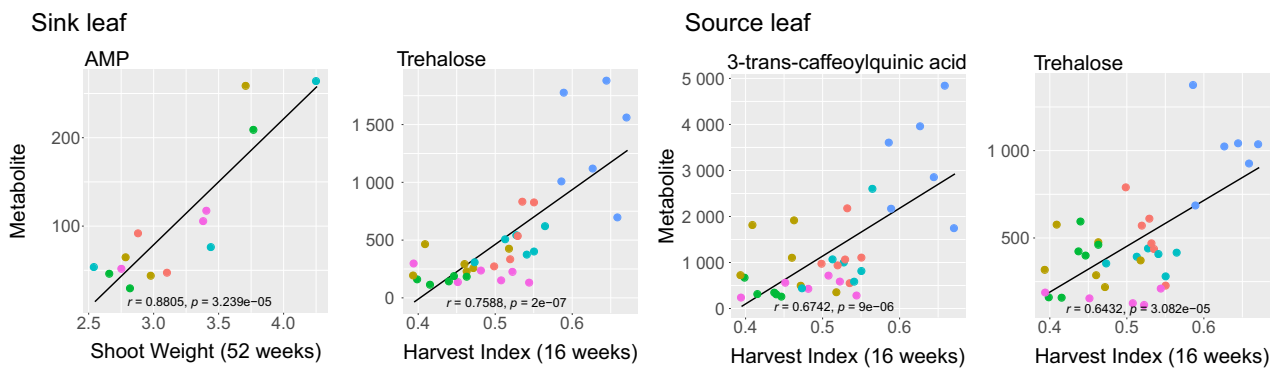 Sink leaf
Source leaf
AMP
Trehalose
3-trans-caffeoylquinic acid
Trehalose
Metabolite
200
100
r = 0.8805, p = 3.239e−05
2.5 3.0 3.5 4.0
Shoot Weight (52 weeks)
1 500
1 000
500
0
r = 0.7588, p = 2e−07
0.4 0.5 0.6
Harvest Index (16 weeks)
Metabolite
5 000
4 000
3 000
2 000
1 000
0
r = 0.6742, p = 9e−06
0.4 0.5 0.6
Harvest Index (16 weeks)
1 000
500
r = 0.6432, p = 3.082e−05
0.4 0.5 0.6
Harvest Index (16 weeks)